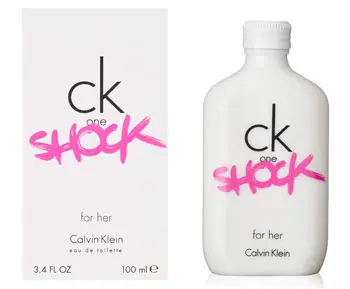 ck
one
SHOCK
for her
Calvin Klein
eau de toilette
3.4 FL OZ 100 ml e
ck
one
SHOCK
for her
Calvin Klein